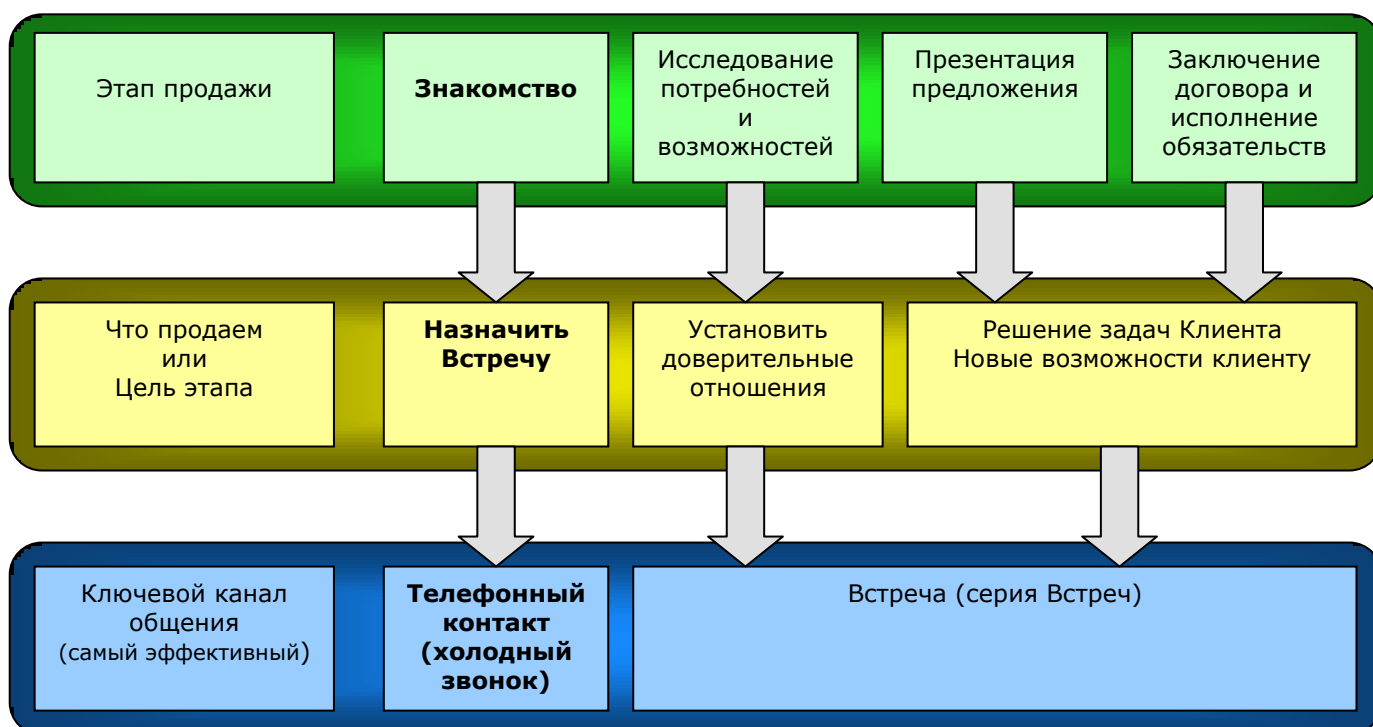 Этап продажи
Знакомство
Исследование
потребностей
и
возможностей
Презентация
предложения
Заключение
договора и
исполнение
обязательств
Что продаем
или
Цель этапа
Назначить
Встречу
Установить
доверительные
отношения
Решение задач Клиента
Новые возможности клиенту
Ключевой канал
общения
(самый эффективный)
Телефонный
контакт
(холодный
звонок)
Встреча (серия Встреч)